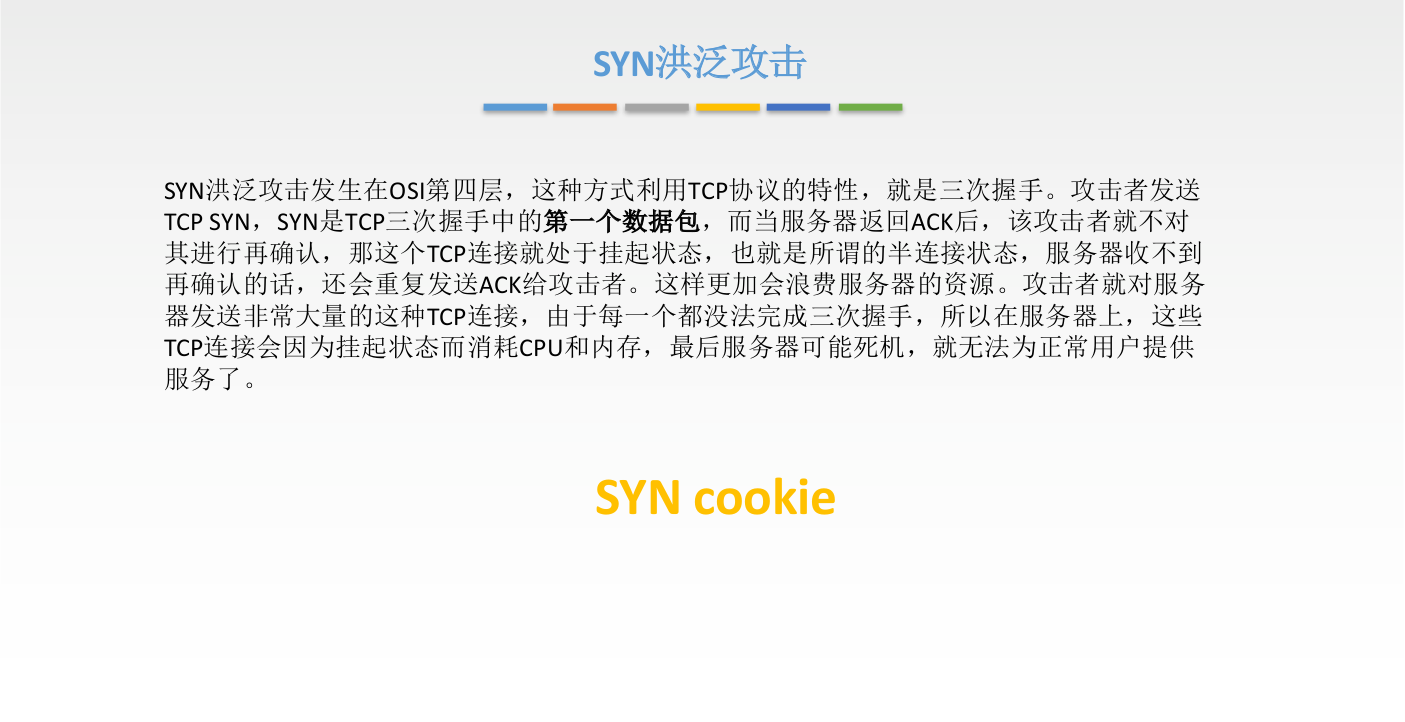 SYN洪泛攻击
SYN洪泛攻击发生在OSI第四层，这种方式利用TCP协议的特性，就是三次握手。攻击者发送
TCP SYN，SYN是TCP三次握手中的第一个数据包，而当服务器返回ACK后，该攻击者就不对
其进行再确认，那这个TCP连接就处于挂起状态，也就是所谓的半连接状态，服务器收不到
再确认的话，还会重复发送ACK给攻击者。这样更加会浪费服务器的资源。攻击者就对服务
器发送非常大量的这种TCP连接，由于每一个都没法完成三次握手，所以在服务器上，这些
TCP连接会因为挂起状态而消耗CPU和内存，最后服务器可能死机，就无法为正常用户提供
服务了。
SYN cookie